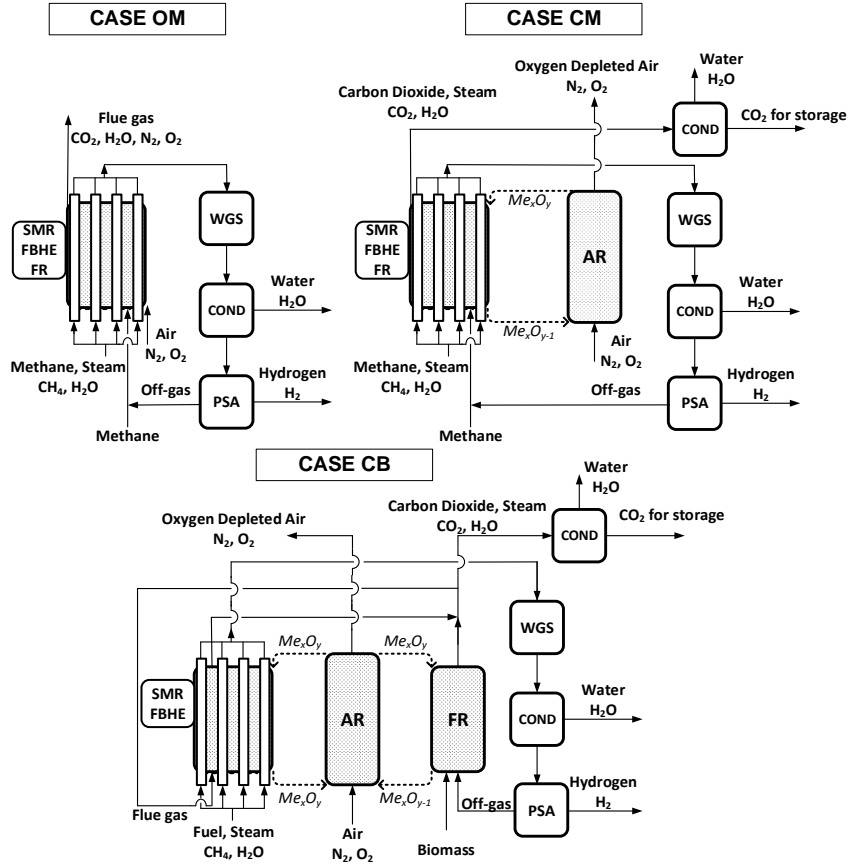 CASE OM
Flue gas
CO₂, H₂O, N₂, O₂
SMR
FBHE
FR
WGS
COND
Water
H₂O
Air
N₂, O₂
Methane, Steam
CH₄, H₂O
Off-gas
PSA
Hydrogen
H₂
Methane
CASE CM
Carbon Dioxide, Steam
CO₂, H₂O
Oxygen Depleted Air
N₂, O₂
Water
H₂O
COND
CO₂ for storage
SMR
FBHE
FR
MeₓOᵧ
AR
WGS
MeₓOᵧ₋₁
COND
Water
H₂O
Air
N₂, O₂
Methane, Steam
CH₄, H₂O
Off-gas
PSA
Hydrogen
H₂
Methane
CASE CB
Oxygen Depleted Air
N₂, O₂
Carbon Dioxide, Steam
CO₂, H₂O
Water
H₂O
COND
CO₂ for storage
WGS
MeₓOᵧ
MeₓOᵧ
SMR
FBHE
AR
FR
COND
Water
H₂O
MeₓOᵧ
MeₓOᵧ₋₁
Flue gas
Fuel, Steam
CH₄, H₂O
Air
N₂, O₂
Biomass
Off-gas
PSA
Hydrogen
H₂